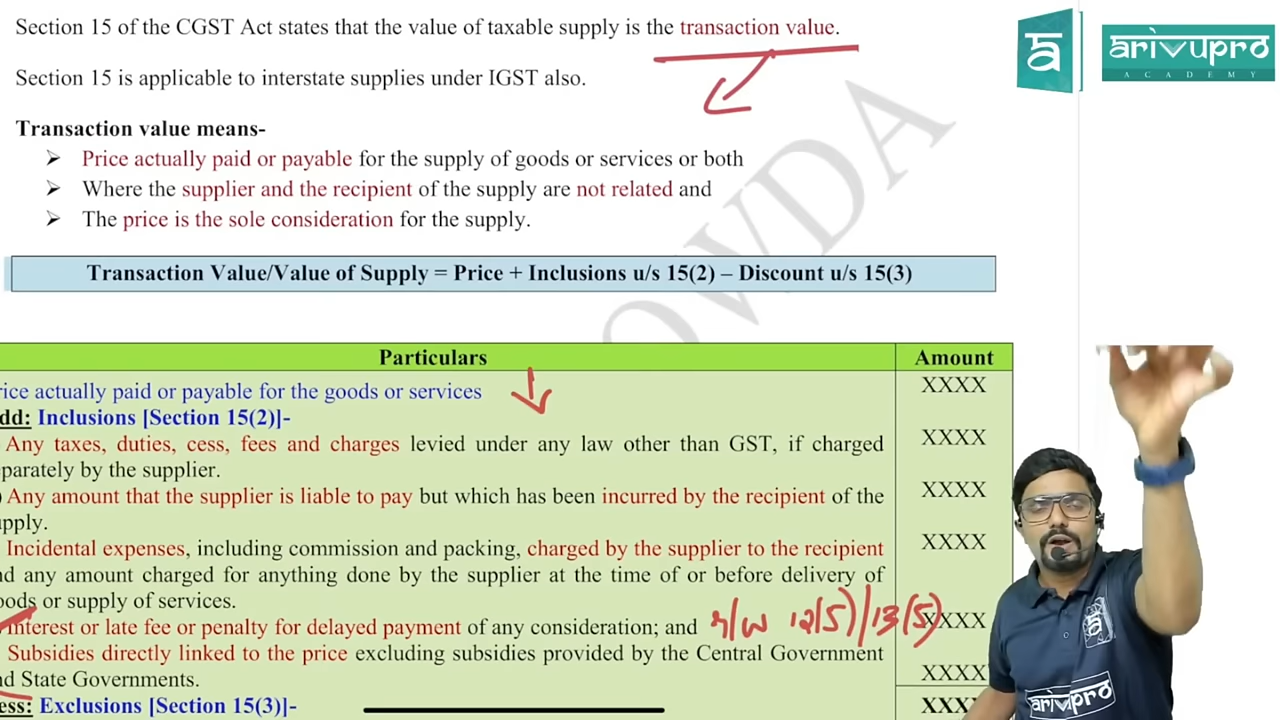 Section 15 of the CGST Act states that the value of taxable supply is the transaction value.
Section 15 is applicable to interstate supplies under IGST also.
Transaction value means-
➢ Price actually paid or payable for the supply of goods or services or both
➢ Where the supplier and the recipient of the supply are not related and
➢ The price is the sole consideration for the supply.
Transaction Value/Value of Supply = Price + Inclusions u/s 15(2) – Discount u/s 15(3)
Particulars Amount
rice actually paid or payable for the goods or services XXXX
dd: Inclusions [Section 15(2)]-
Any taxes, duties, cess, fees and charges levied under any law other than GST, if charged XXXX
eparately by the supplier.
) Any amount that the supplier is liable to pay but which has been incurred by the recipient of the XXXX
upply.
Incidental expenses, including commission and packing, charged by the supplier to the recipient XXXX
nd any amount charged for anything done by the supplier at the time of or before delivery of
oods or supply of services.
Interest or late fee or penalty for delayed payment of any consideration; and r/w 12(5)/13(5) XXXX
Subsidies directly linked to the price excluding subsidies provided by the Central Government
nd State Governments. XXXX
ess: Exclusions [Section 15(3)]- XXX
OWDA
arivupro
ACADEMY
arivupro